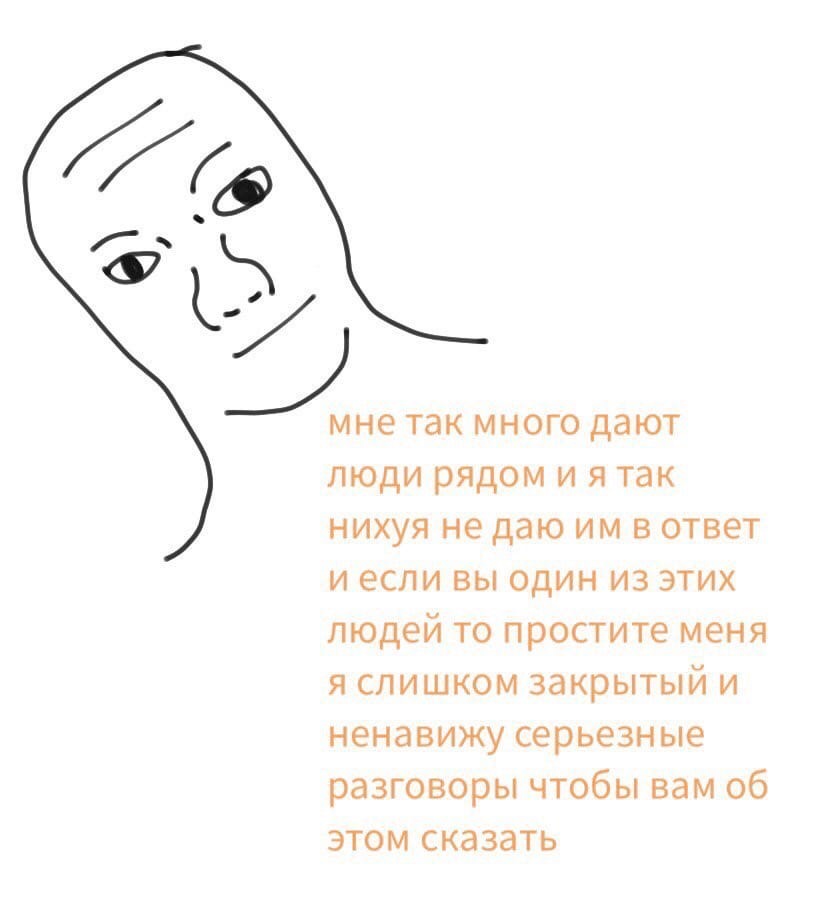 мне так много дают
люди рядом и я так
нихуя не даю им в ответ
и если вы один из этих
людей то простите меня
я слишком закрытый и
ненавижу серьезные
разговоры чтобы вам об
этом сказать